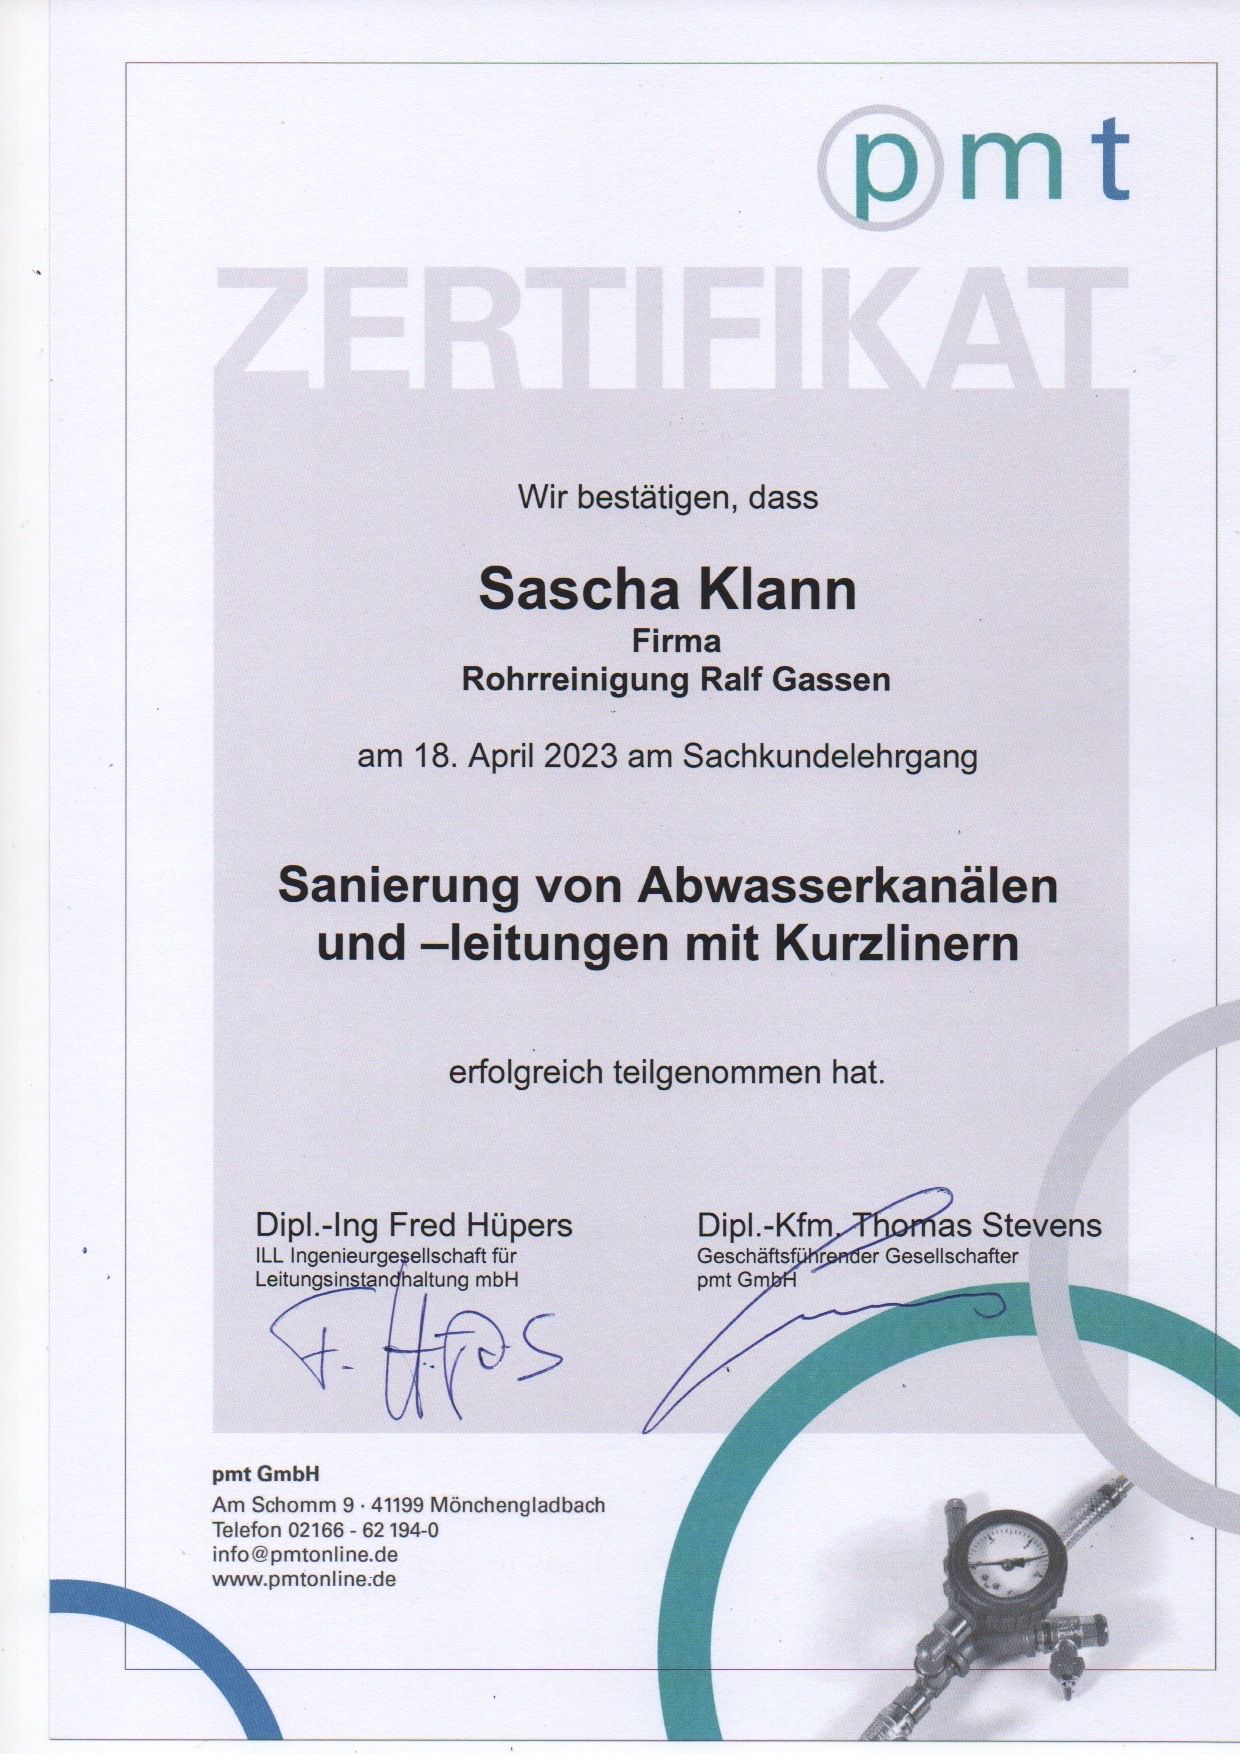 pmt
ZERTIFIKAT
Wir bestätigen, dass
Sascha Klann
Firma
Rohrreinigung Ralf Gassen
am 18. April 2023 am Sachkundelehrgang
Sanierung von Abwasserkanälen
und –leitungen mit Kurzlinern
erfolgreich teilgenommen hat.
Dipl.-Ing Fred Hüpers
ILL Ingenieurgesellschaft für
Leitungsinstandhaltung mbH
Dipl.-Kfm. Thomas Stevens
Geschäftsführender Gesellschafter
pmt GmbH
pmt GmbH
Am Schomm 9 · 41199 Mönchengladbach
Telefon 02166 - 62 194-0
info@pmtonline.de
www.pmtonline.de